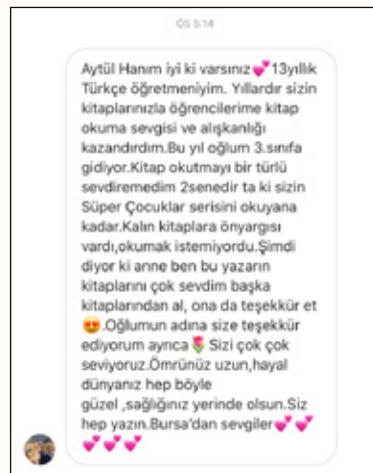 ÖS 5:14
Aytül Hanım iyi ki varsınız💕13yıllık
Türkçe öğretmeniyim. Yıllardır sizin
kitaplarınızla öğrencilerime kitap
okuma sevgisi ve alışkanlığı
kazandırdım.Bu yıl oğlum 3.sınıfa
gidiyor.Kitap okutmayı bir türlü
sevdiremedim 2senedir ta ki sizin
Süper Çocuklar serisini okuyana
kadar.Kalın kitaplara önyargısı
vardı,okumak istemiyordu.Şimdi
diyor ki anne ben bu yazarın
kitaplarını çok sevdim başka
kitaplarından al, ona da teşekkür et
😍.Oğlumun adına size teşekkür
ediyorum ayrıca🌷Sizi çok çok
seviyoruz.Ömrünüz uzun,hayal
dünyanız hep böyle
güzel ,sağlığınız yerinde olsun.Siz
hep yazın.Bursa'dan sevgiler💕💕
💕💕💕